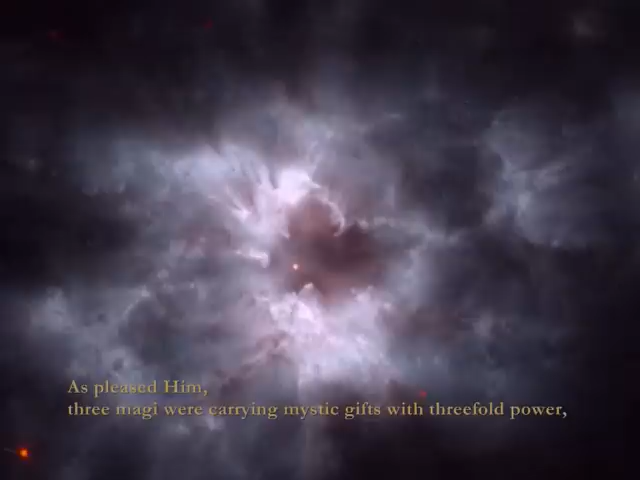 As pleased Him,
three magi were carrying mystic gifts with threefold power,